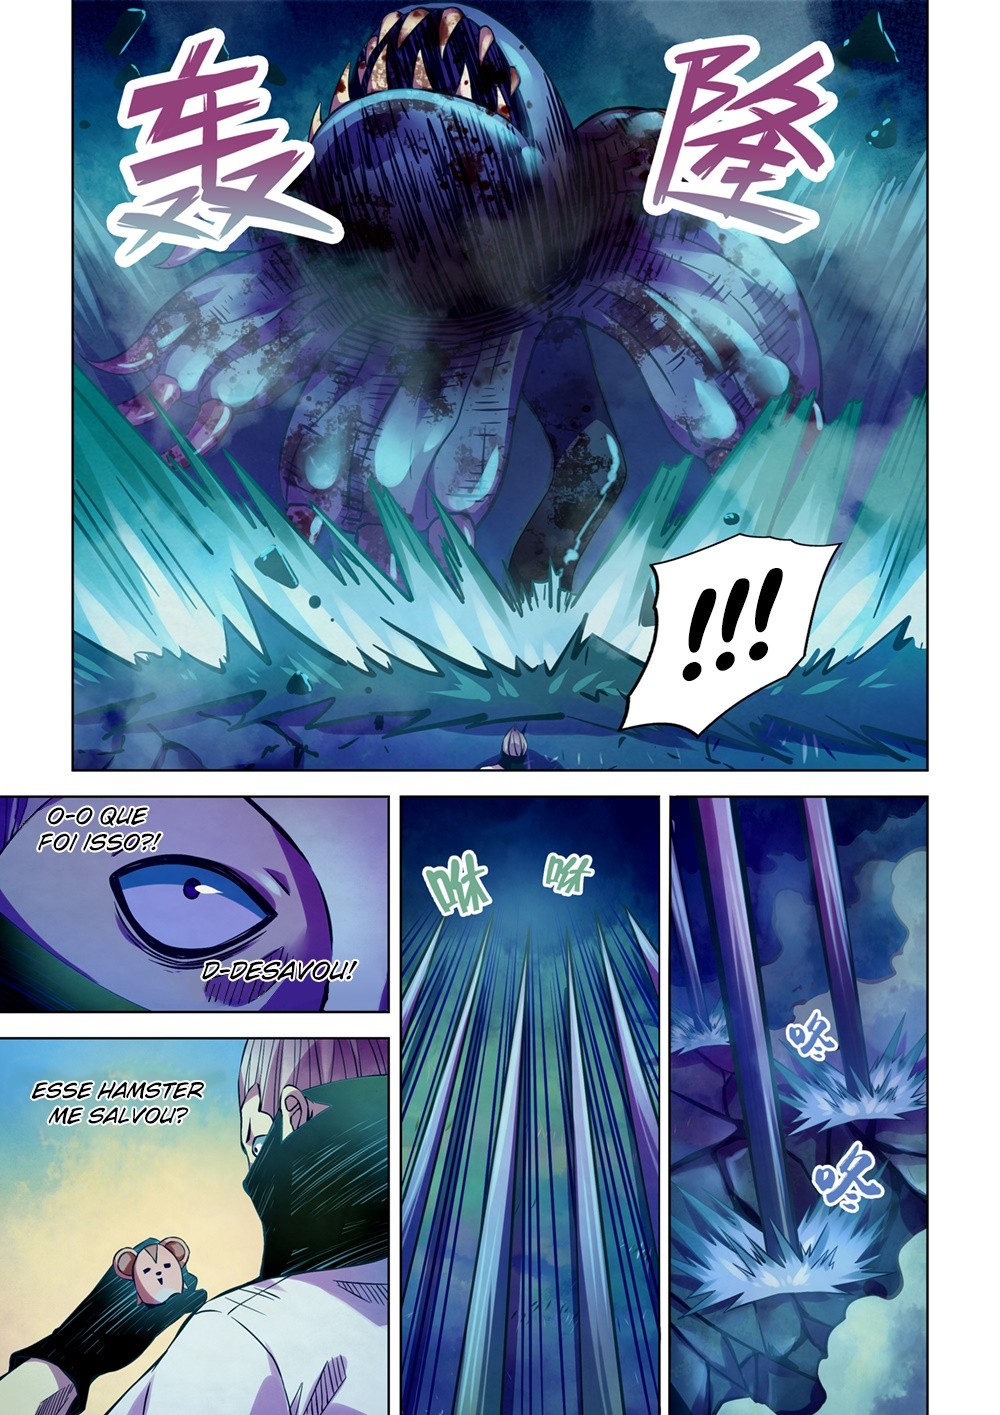 轰
隆
!!!
O-O QUE
FOI ISSO?!
D-DESAVOU!
咻
咻
咚
咚
ESSE HAMSTER
ME SALVOU?